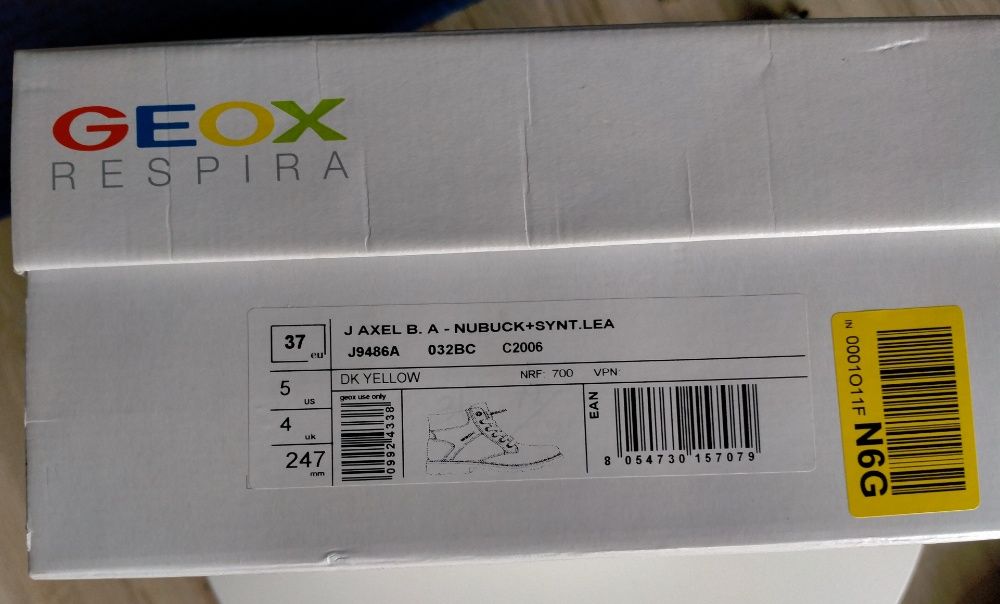 GEOX
RESPIRA
37 eu
J AXEL B. A - NUBUCK+SYNT.LEA
J9486A 032BC C2006
5 us
DK YELLOW NRF: 700 VPN:
4 uk
247 mm
geox use only
09924338
EAN
8 054730 157079
IN 0001O11F N6G